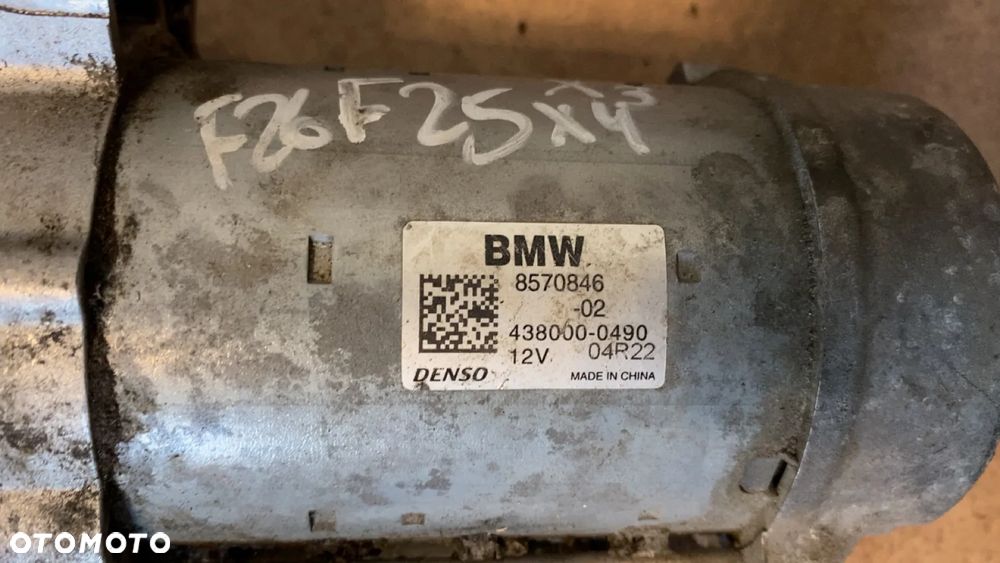 F26 F25 X3
X4
BMW
8570846
-02
438000-0490
12V 04R22
DENSO MADE IN CHINA
OTOMOTO